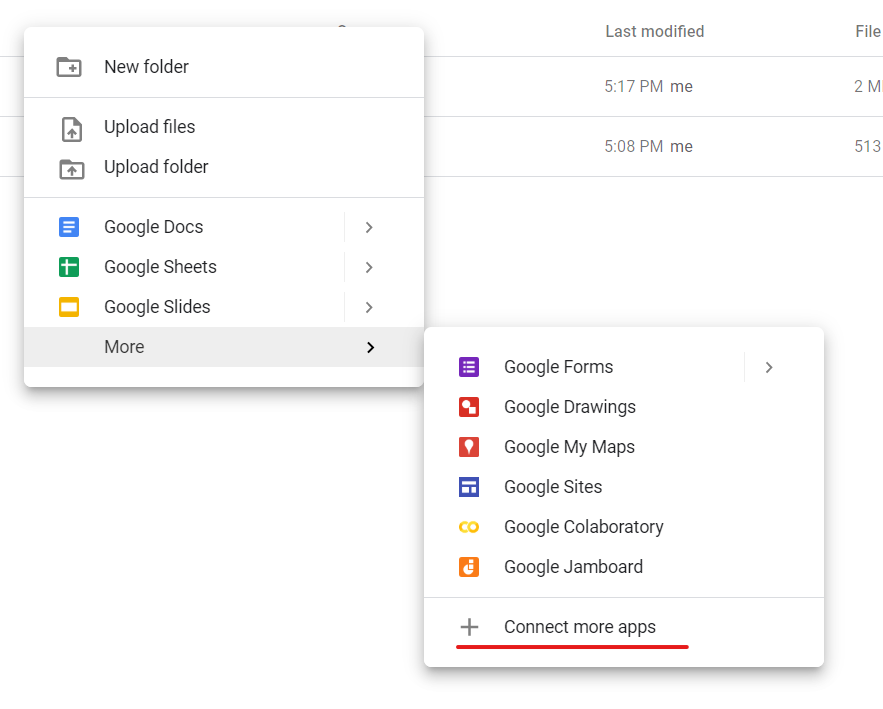 Last modified
File
New folder
5:17 PM me
2 M
Upload files
5:08 PM me
513
Upload folder
Google Docs
Google Sheets
Google Slides
More
Google Forms
Google Drawings
Google My Maps
Google Sites
Google Colaboratory
Google Jamboard
Connect more apps